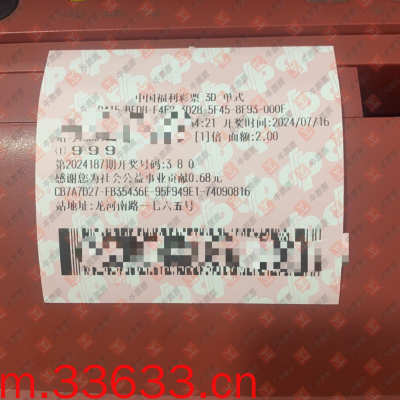 中国福利彩票 3D 单式
4:21 开奖时间:2024/07/16
[1]倍 面额:2.00
① 999
第2024187期开奖号码:3 8 0
感谢您为社会公益事业贡献0.68元
CB7A7D27-FB35436E-95F949E1-74090816
站地址:龙河南路一七六五号
m.33633.cn